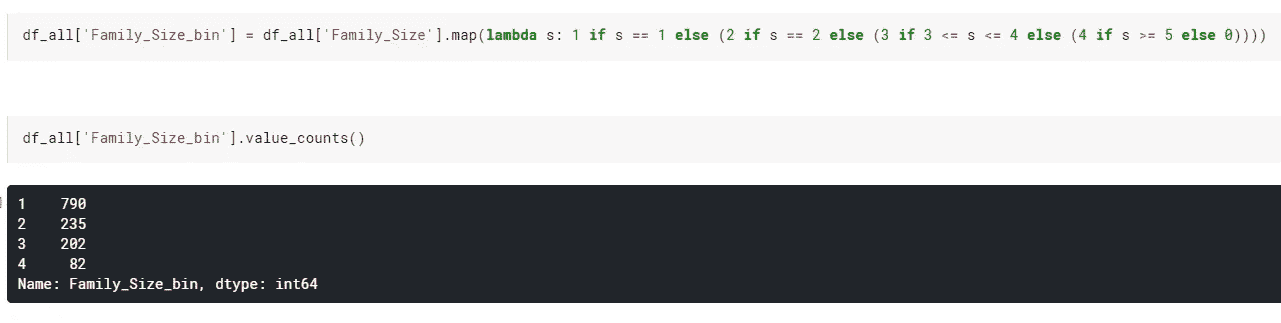 df_all['Family_Size_bin'] = df_all['Family_Size'].map(lambda s: 1 if s == 1 else (2 if s == 2 else (3 if 3 <= s <= 4 else (4 if s >= 5 else 0))))
df_all['Family_Size_bin'].value_counts()
1    790
2    235
3    202
4     82
Name: Family_Size_bin, dtype: int64